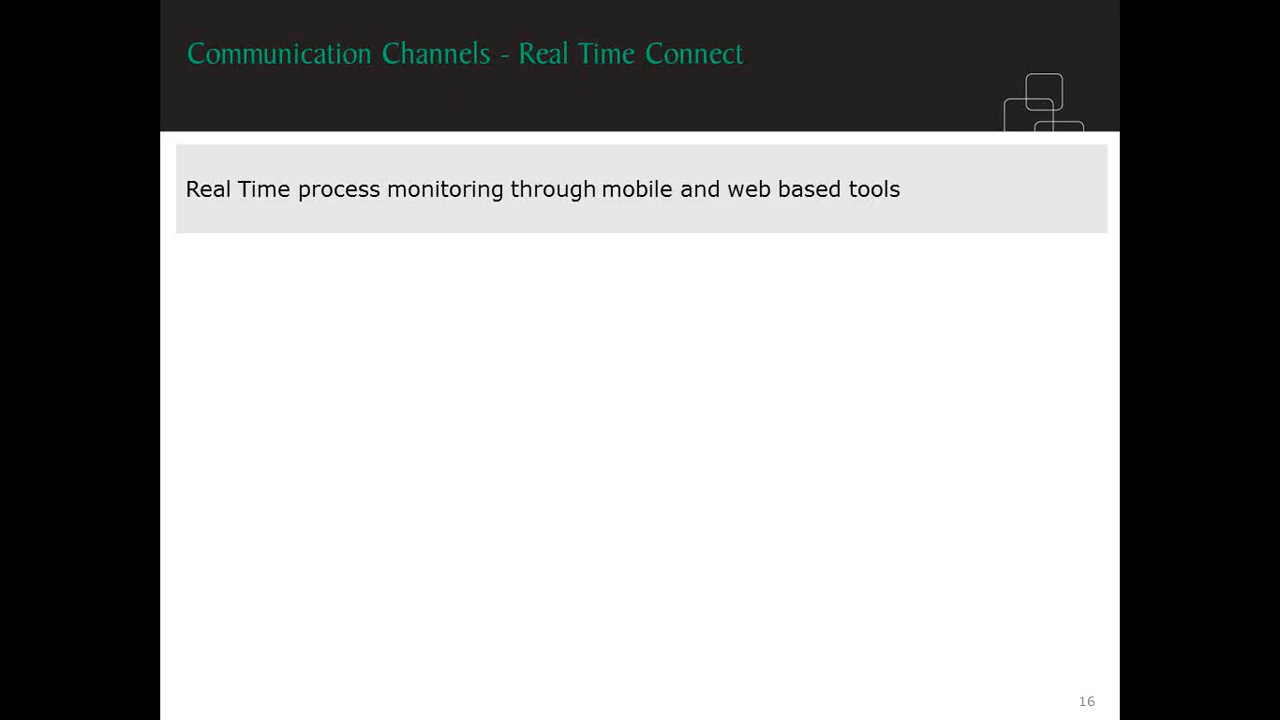 Communication Channels - Real Time Connect
Real Time process monitoring through mobile and web based tools
16